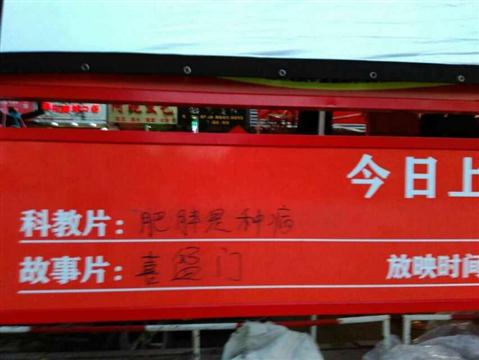 今日上
科教片：肥胖是种病
故事片：喜盈门
放映时间